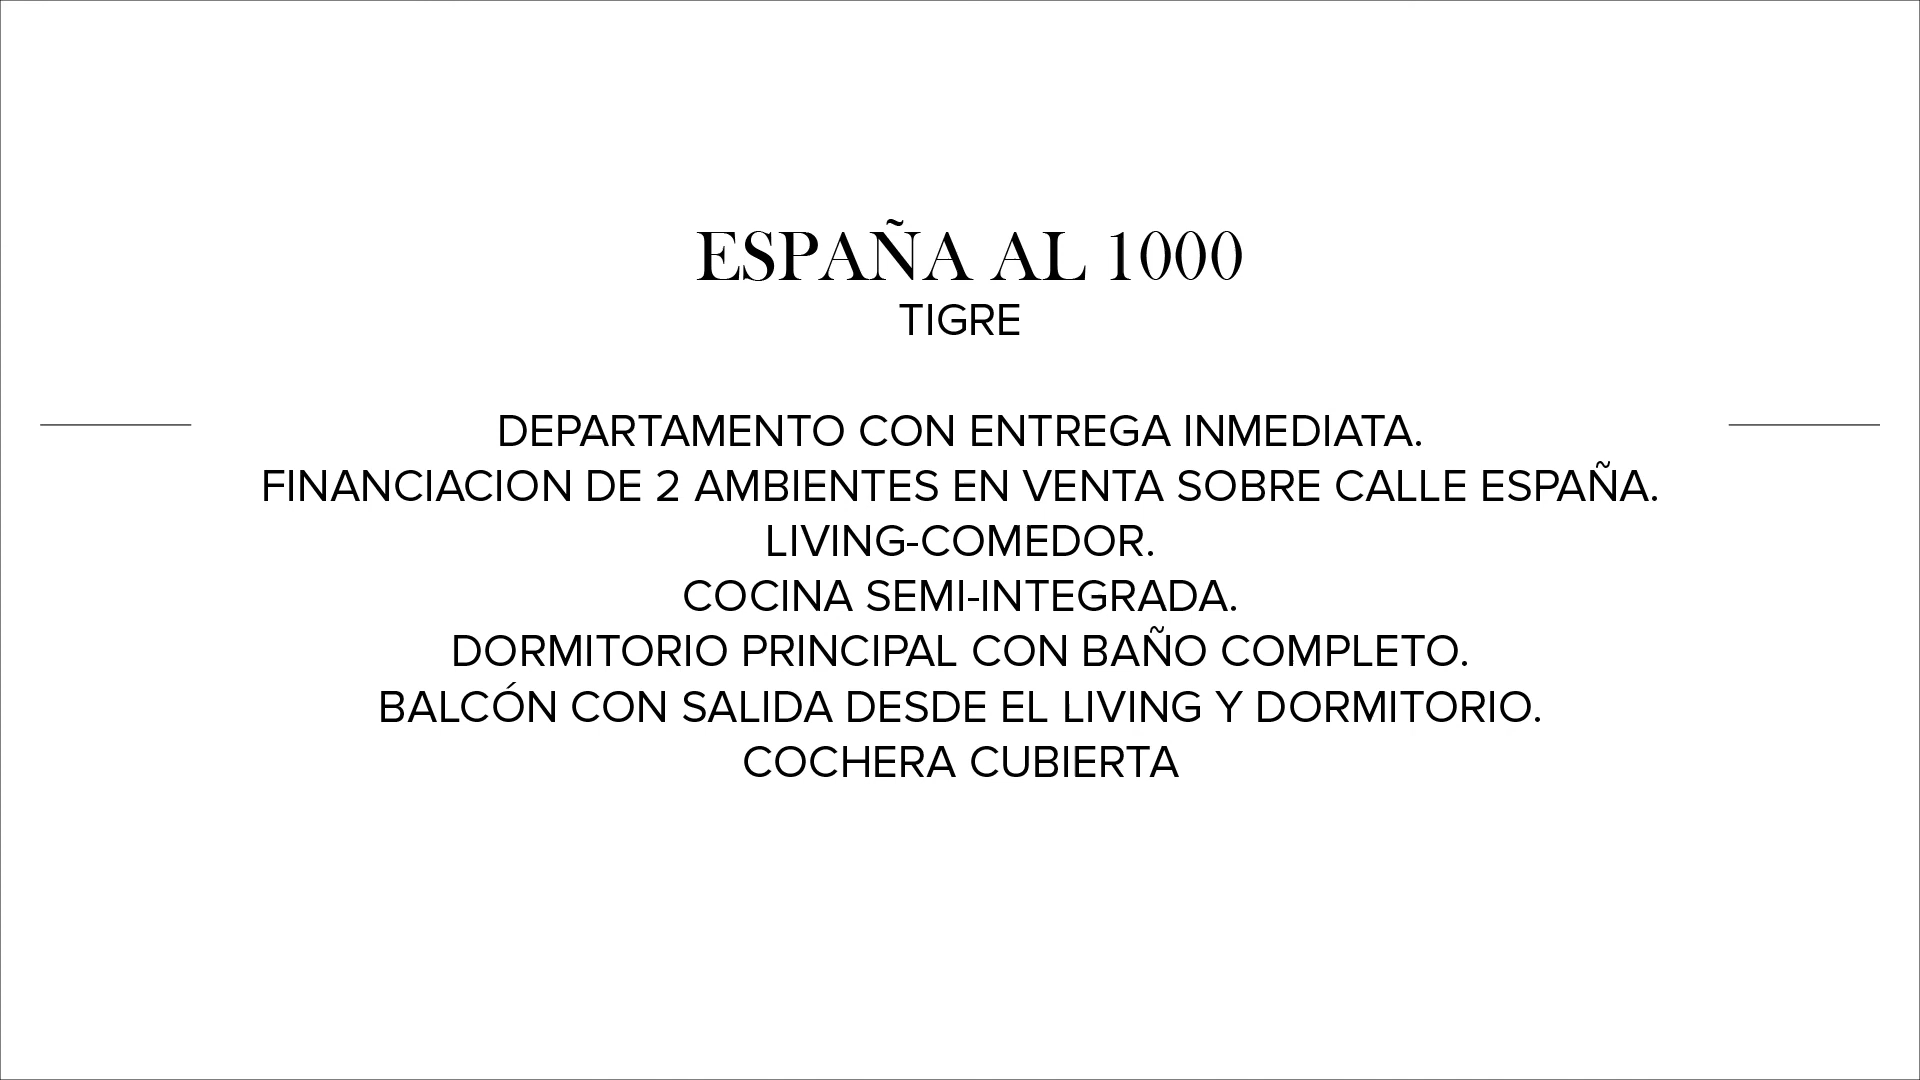 ESPAÑA AL 1000
TIGRE
DEPARTAMENTO CON ENTREGA INMEDIATA.
FINANCIACION DE 2 AMBIENTES EN VENTA SOBRE CALLE ESPAÑA.
LIVING-COMEDOR.
COCINA SEMI-INTEGRADA.
DORMITORIO PRINCIPAL CON BAÑO COMPLETO.
BALCÓN CON SALIDA DESDE EL LIVING Y DORMITORIO.
COCHERA CUBIERTA